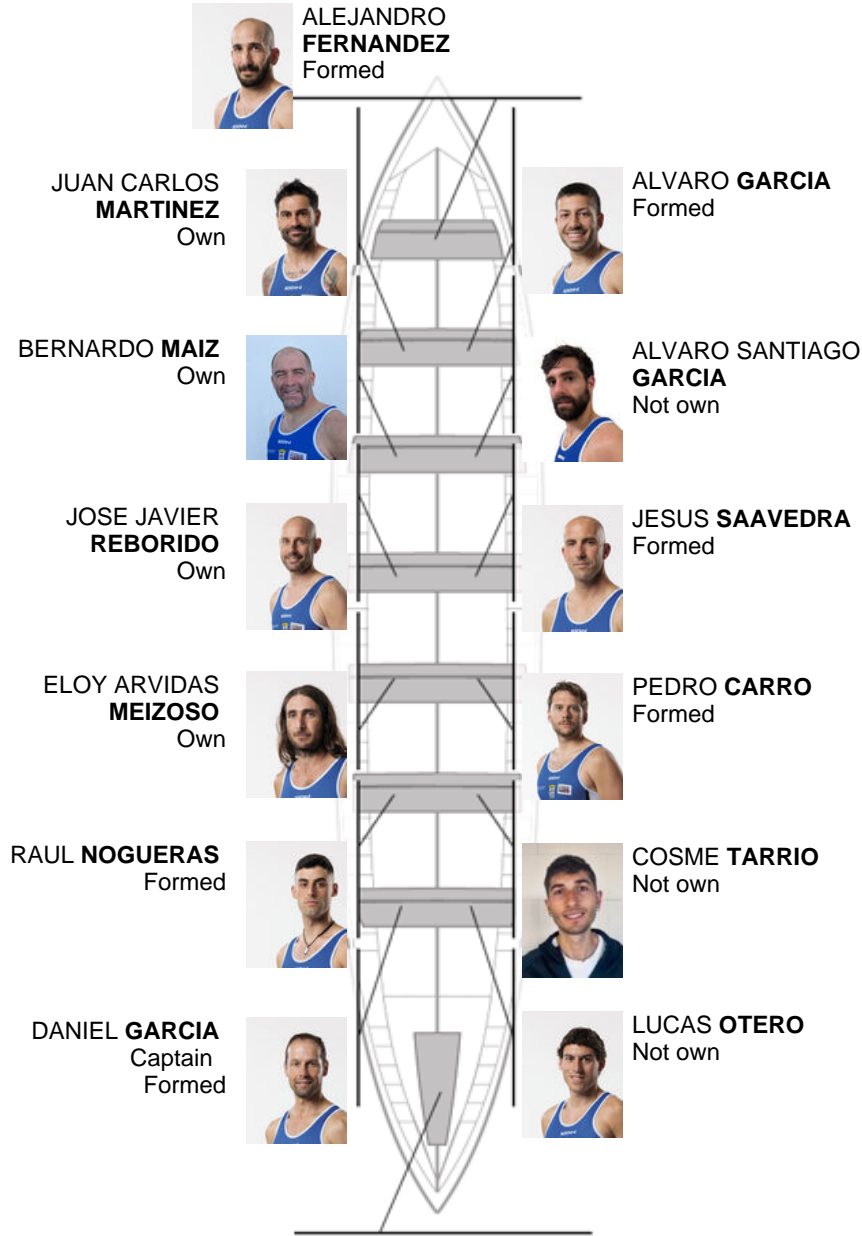 ALEJANDRO
FERNANDEZ
Formed
JUAN CARLOS
MARTINEZ
Own
ALVARO GARCIA
Formed
BERNARDO MAIZ
Own
ALVARO SANTIAGO
GARCIA
Not own
JOSE JAVIER
REBORIDO
Own
JESUS SAAVEDRA
Formed
ELOY ARVIDAS
MEIZOSO
Own
PEDRO CARRO
Formed
RAUL NOGUERAS
Formed
COSME TARRIO
Not own
DANIEL GARCIA
Captain
Formed
LUCAS OTERO
Not own